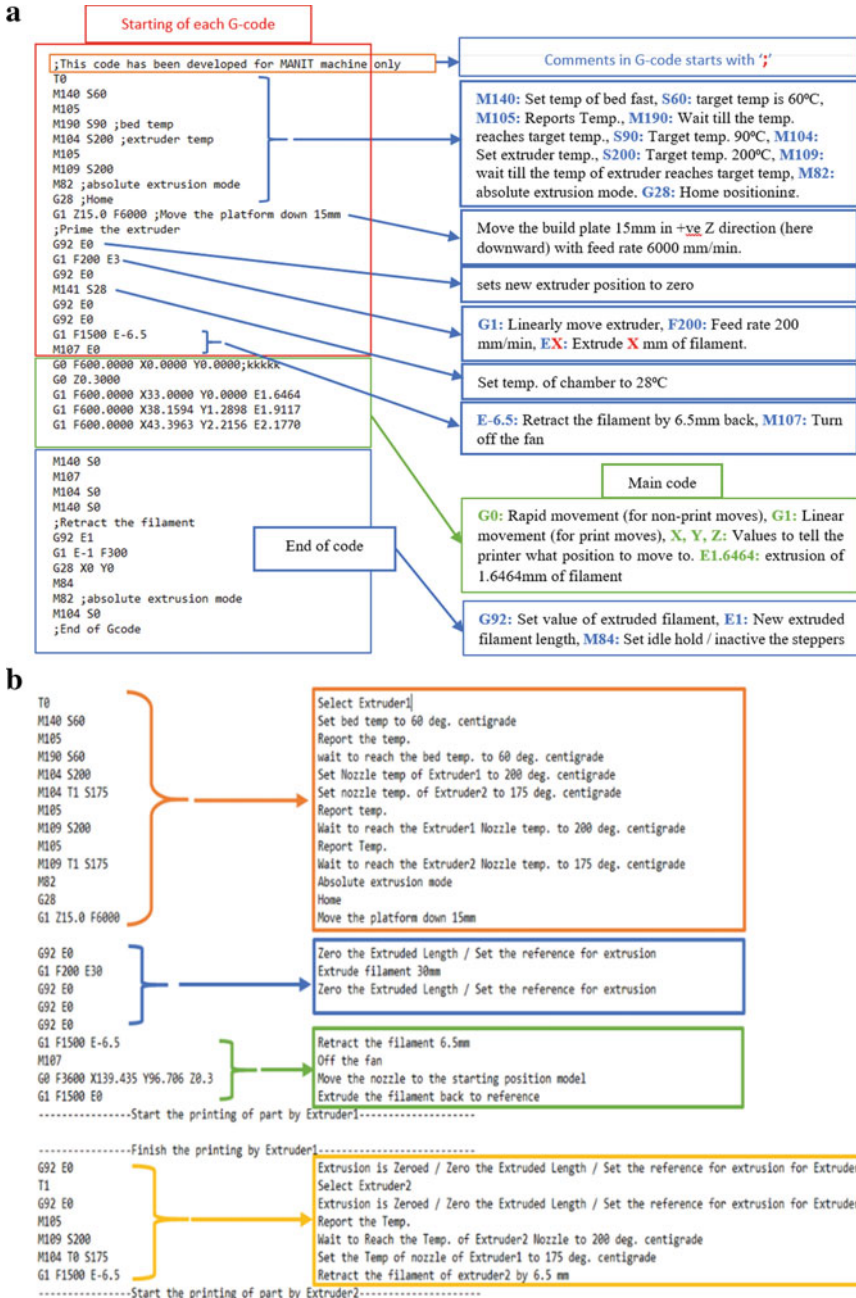 a
Starting of each G-code
;This code has been developed for MANIT machine only
T0
M140 S60
M105
M190 S90 ;bed temp
M104 S200 ;extruder temp
M105
M109 S200
M82 ;absolute extrusion mode
G28 ;Home
G1 Z15.0 F6000 ;Move the platform down 15mm
;Prime the extruder
G92 E0
G1 F200 E3
G92 E0
M141 S28
G92 E0
G92 E0
G1 F1500 E-6.5
M107 E0
G0 F600.0000 X0.0000 Y0.0000;kkkkk
G0 Z0.3000
G1 F600.0000 X33.0000 Y0.0000 E1.6464
G1 F600.0000 X38.1594 Y1.2898 E1.9117
G1 F600.0000 X43.3963 Y2.2156 E2.1770
M140 S0
M107
M104 S0
M140 S0
;Retract the filament
G92 E1
G1 E-1 F300
G28 X0 Y0
M84
M82 ;absolute extrusion mode
M104 S0
;End of Gcode
End of code
Comments in G-code starts with ‘;’
M140: Set temp of bed fast, S60: target temp is 60ºC,
M105: Reports Temp., M190: Wait till the temp.
reaches target temp., S90: Target temp. 90ºC, M104:
Set extruder temp., S200: Target temp. 200ºC, M109:
wait till the temp of extruder reaches target temp, M82:
absolute extrusion mode. G28: Home positioning.
Move the build plate 15mm in +ve Z direction (here
downward) with feed rate 6000 mm/min.
sets new extruder position to zero
G1: Linearly move extruder, F200: Feed rate 200
mm/min, EX: Extrude X mm of filament.
Set temp. of chamber to 28ºC
E-6.5: Retract the filament by 6.5mm back, M107: Turn
off the fan
Main code
G0: Rapid movement (for non-print moves), G1: Linear
movement (for print moves), X, Y, Z: Values to tell the
printer what position to move to. E1.6464: extrusion of
1.6464mm of filament
G92: Set value of extruded filament, E1: New extruded
filament length, M84: Set idle hold / inactive the steppers
b
T0 Select Extruder1
M140 S60 Set bed temp to 60 deg. centigrade
M105 Report the temp.
M190 S60 wait to reach the bed temp. to 60 deg. centigrade
M104 S200 Set Nozzle temp of Extruder1 to 200 deg. centigrade
M104 T1 S175 Set nozzle temp. of Extruder2 to 175 deg. centigrade
M105 Report temp.
M109 S200 Wait to reach the Extruder1 Nozzle temp. to 200 deg. centigrade
M105 Report Temp.
M109 T1 S175 Wait to reach the Extruder2 Nozzle temp. to 175 deg. centigrade
M82 Absolute extrusion mode
G28 Home
G1 Z15.0 F6000 Move the platform down 15mm
G92 E0 Zero the Extruded Length / Set the reference for extrusion
G1 F200 E30 Extrude filament 30mm
G92 E0 Zero the Extruded Length / Set the reference for extrusion
G92 E0
G92 E0
G1 F1500 E-6.5 Retract the filament 6.5mm
M107 Off the fan
G0 F3600 X139.435 Y96.706 Z0.3 Move the nozzle to the starting position model
G1 F1500 E0 Extrude the filament back to reference
----------------Start the printing of part by Extruder1--------------------
----------------Finish the printing by Extruder1---------------------------
G92 E0 Extrusion is Zeroed / Zero the Extruded Length / Set the reference for extrusion for Extruder
T1 Select Extruder2
G92 E0 Extrusion is Zeroed / Zero the Extruded Length / Set the reference for extrusion for Extruder
M105 Report the Temp.
M109 S200 Wait to Reach the Temp. of Extruder2 Nozzle to 200 deg. centigrade
M104 T0 S175 Set the Temp of nozzle of Extruder1 to 175 deg. centigrade
G1 F1500 E-6.5 Retract the filament of extruder2 by 6.5 mm
----------------Start the printing of part by Extruder2---------------------